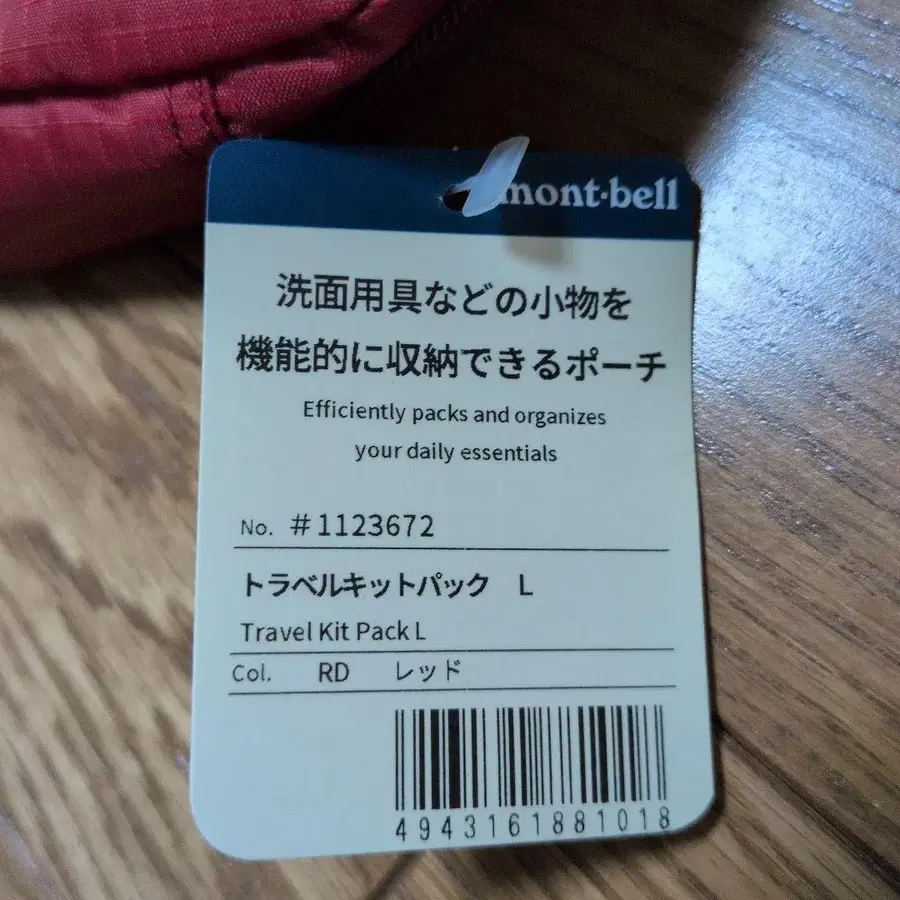 mont·bell
洗面用具などの小物を
機能的に収納できるポーチ
Efficiently packs and organizes
your daily essentials
No. #1123672
トラベルキットパック L
Travel Kit Pack L
Col. RD レッド
4943161881018